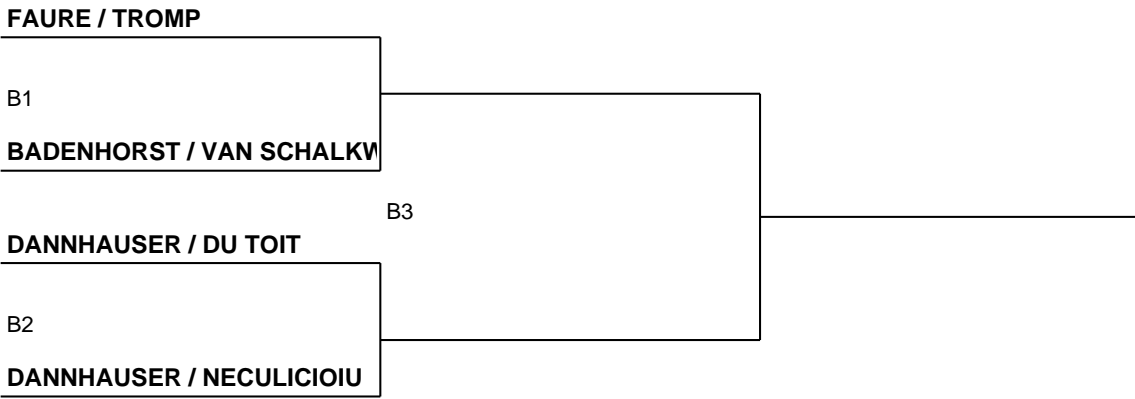 FAURE / TROMP
B1
BADENHORST / VAN SCHALKW
B3
DANNHAUSER / DU TOIT
B2
DANNHAUSER / NECULICIOIU